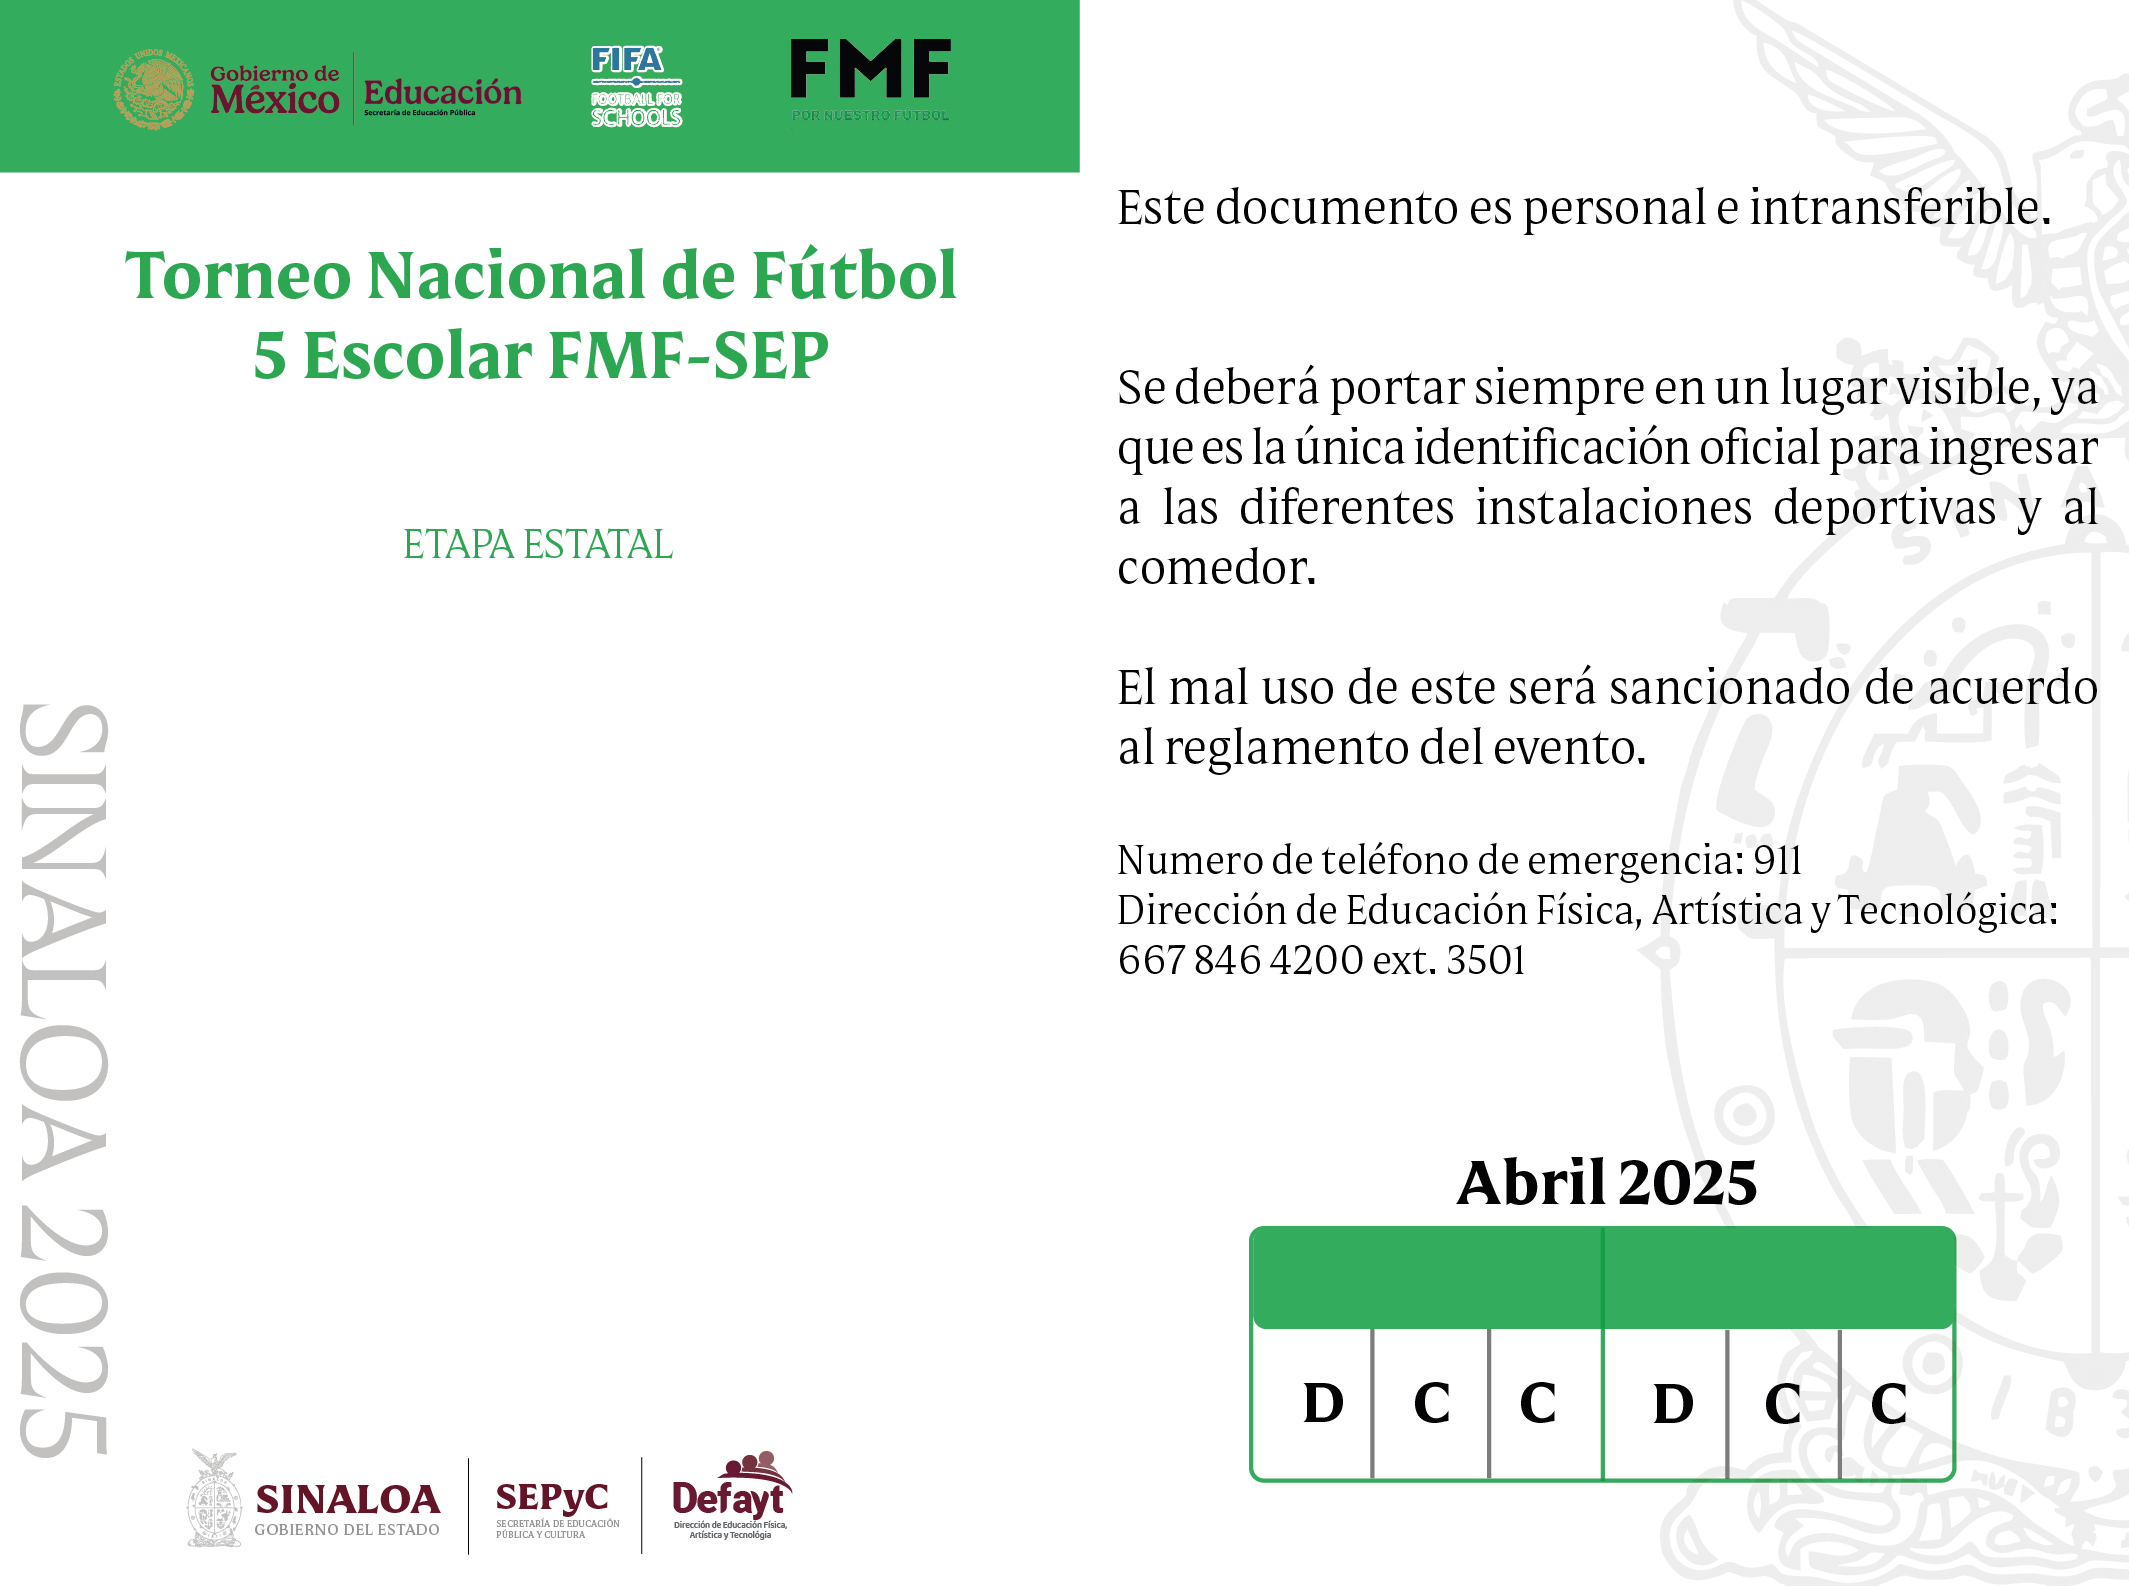 ESTADOS UNIDOS MEXICANOS
Gobierno de
México
Educación
Secretaría de Educación Pública
FIFA
FOOTBALL FOR
SCHOOLS
FMF
POR NUESTRO FÚTBOL
Torneo Nacional de Fútbol
5 Escolar FMF-SEP
ETAPA ESTATAL
SINALOA 2025
SINALOA
GOBIERNO DEL ESTADO
SEPyC
SECRETARÍA DE EDUCACIÓN
PÚBLICA Y CULTURA
Defayt
Dirección de Educación Física,
Artística y Tecnológia
Este documento es personal e intransferible.
Se deberá portar siempre en un lugar visible, ya
que es la única identificación oficial para ingresar
a las diferentes instalaciones deportivas y al
comedor.
El mal uso de este será sancionado de acuerdo
al reglamento del evento.
Numero de teléfono de emergencia: 911
Dirección de Educación Física, Artística y Tecnológica:
667 846 4200 ext. 3501
Abril 2025
D C C D C C